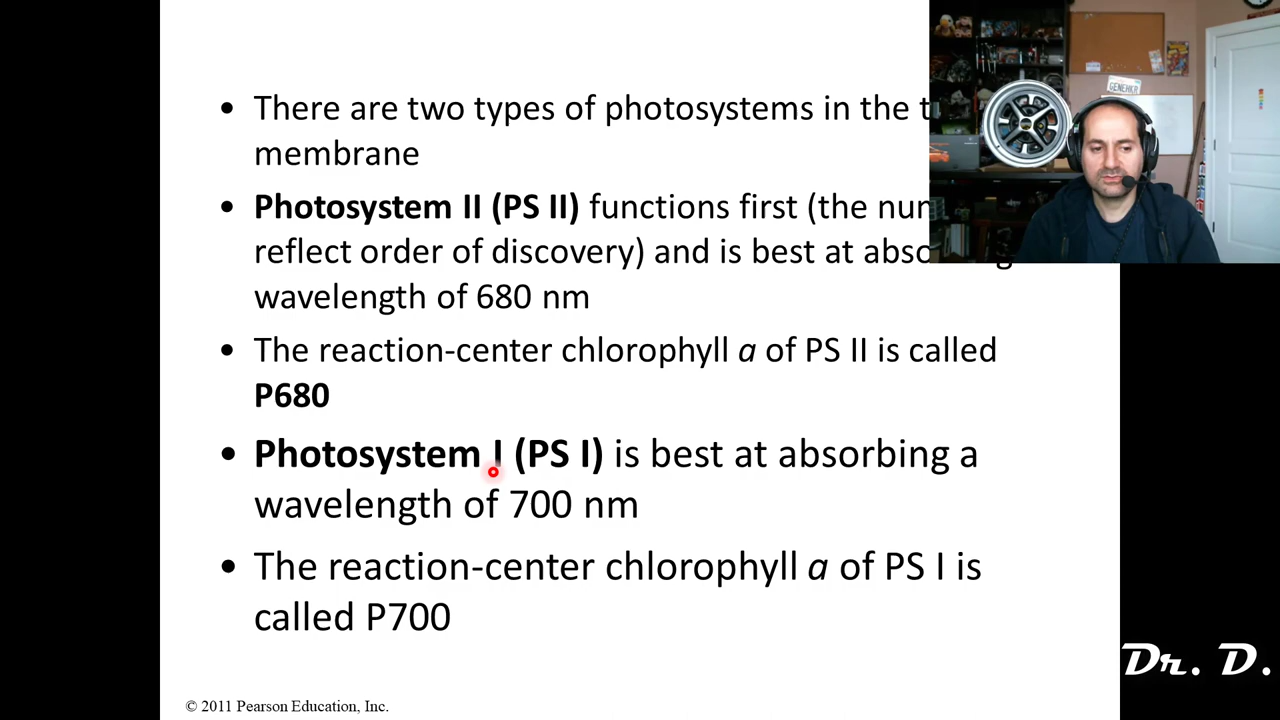 • There are two types of photosystems in the
membrane
• Photosystem II (PS II) functions first (the
reflect order of discovery) and is best at
wavelength of 680 nm
• The reaction-center chlorophyll a of PS II is called
P680
• Photosystem I (PS I) is best at absorbing a
wavelength of 700 nm
• The reaction-center chlorophyll a of PS I is
called P700
© 2011 Pearson Education, Inc.
GENEHKR
Dr. D.